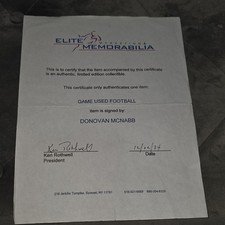 ELITE
MEMORABILIA
This is to certify that the item accompanied by this certificate
is an authentic, limited edition collectible.
This certificate only authenticates one item:
GAME USED FOOTBALL
Item is signed by:
DONOVAN MCNABB
Ken Rothwell
Ken Rothwell
Date
President